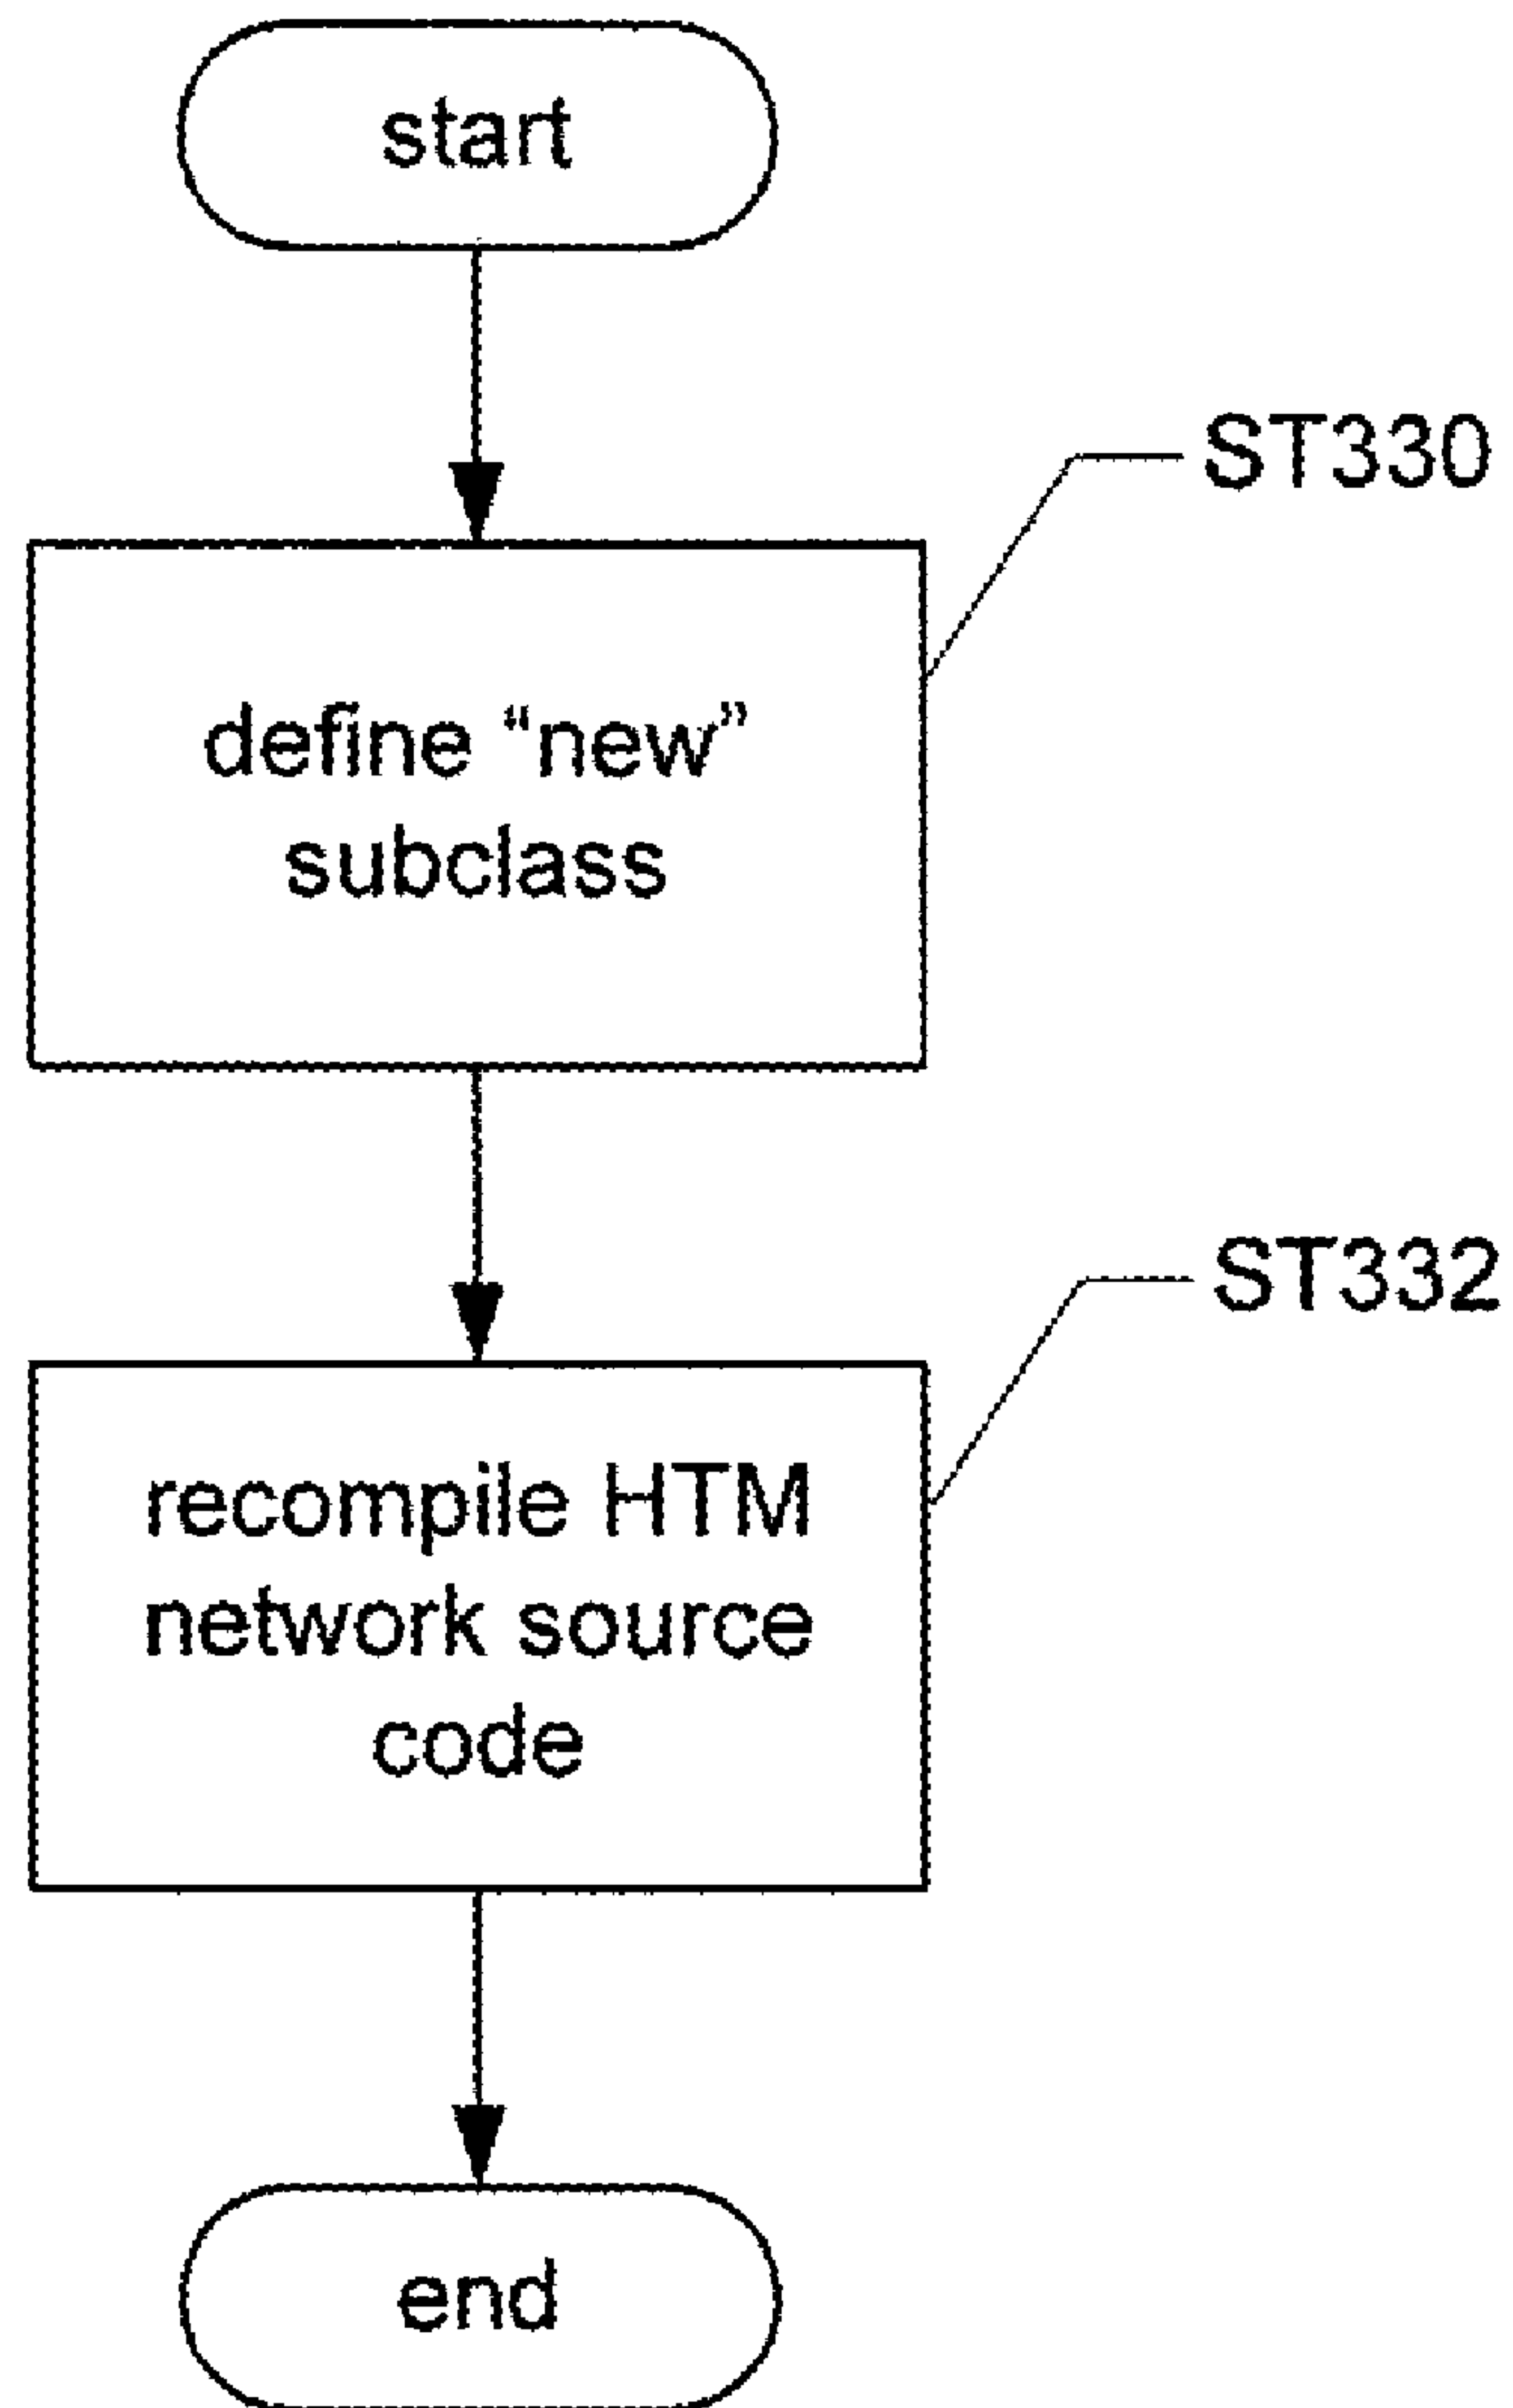 start
ST330
define “new”
subclass
ST332
recompile HTM
network source
code
end